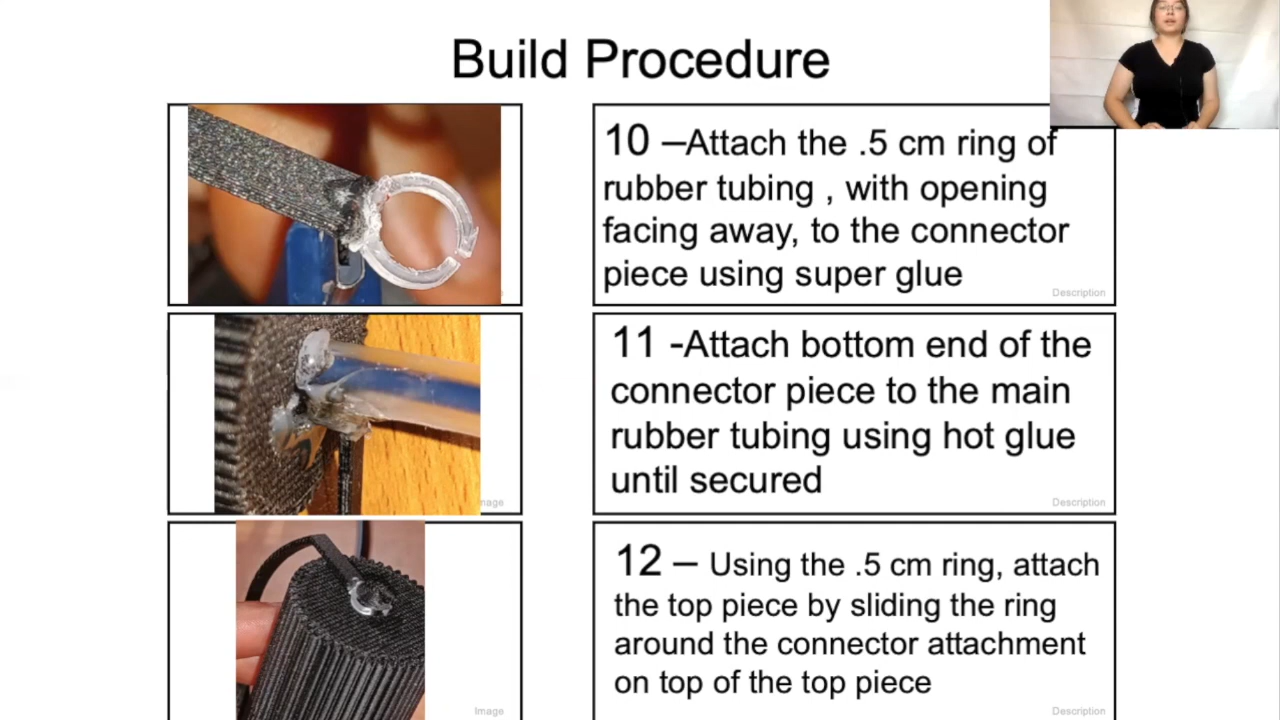 Build Procedure
10 –Attach the .5 cm ring of
rubber tubing , with opening
facing away, to the connector
piece using super glue
Description
11 -Attach bottom end of the
connector piece to the main
rubber tubing using hot glue
until secured
nage
Description
12 – Using the .5 cm ring, attach
the top piece by sliding the ring
around the connector attachment
on top of the top piece
Image
Description